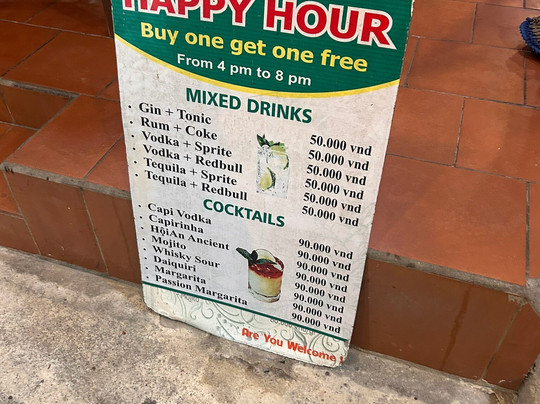 HAPPY HOUR
Buy one get one free
From 4 pm to 8 pm
MIXED DRINKS
• Gin + Tonic 50.000 vnd
• Rum + Coke 50.000 vnd
• Vodka + Sprite 50.000 vnd
• Vodka + Redbull 50.000 vnd
• Tequila + Sprite 50.000 vnd
• Tequila + Redbull 50.000 vnd
COCKTAILS
• Capi Vodka 90.000 vnd
• Capirinha 90.000 vnd
• HộiAn Ancient 90.000 vnd
• Mojito 90.000 vnd
• Whisky Sour 90.000 vnd
• Daiquiri 90.000 vnd
• Margarita 90.000 vnd
• Passion Margarita 90.000 vnd
Are You Welcome !